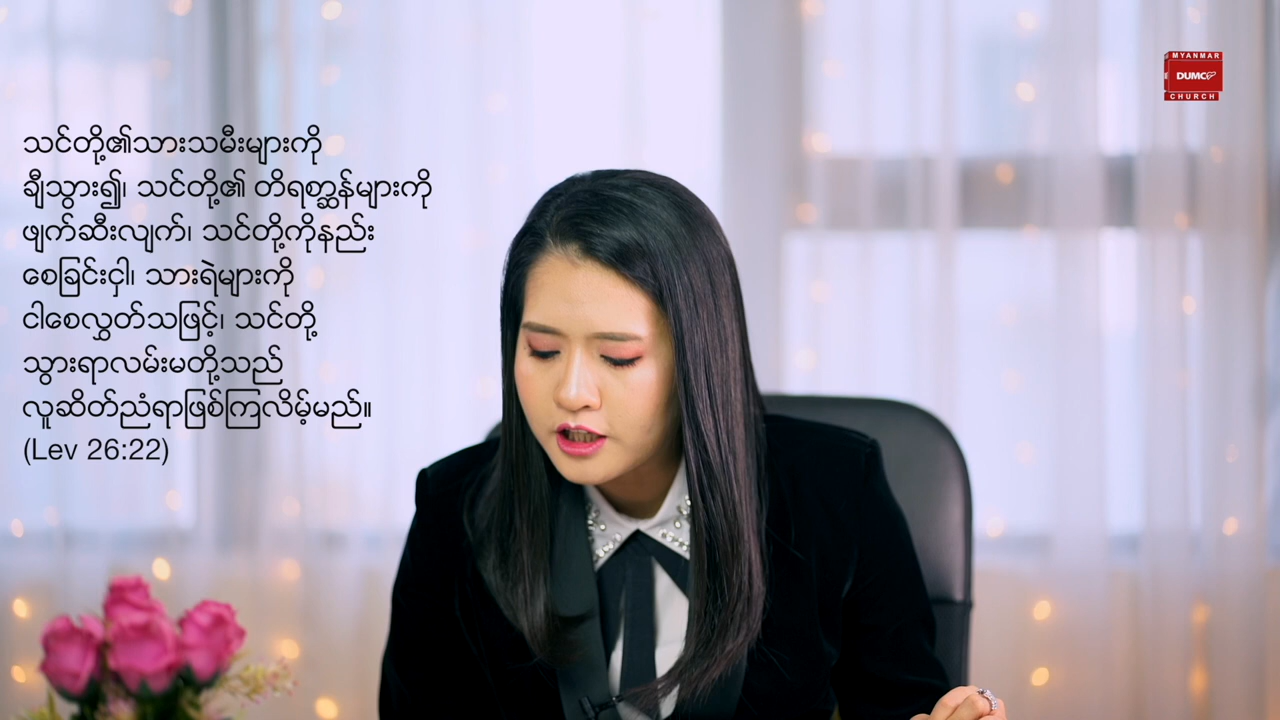 သင်တို့၏သားသမီးများကို
ချီသွား၍၊ သင်တို့၏ တိရစာ္ဆန်များကို
ဖျက်ဆီးလျက်၊ သင်တို့ကိုနည်း
စေခြင်းငှါ၊ သားရဲများကို
ငါစေလွှတ်သဖြင့်၊ သင်တို့
သွားရာလမ်းမတို့သည်
လူဆိတ်ညံရာဖြစ်ကြလိမ့်မည်။
(Lev 26:22)
MYANMAR
DUMC
CHURCH